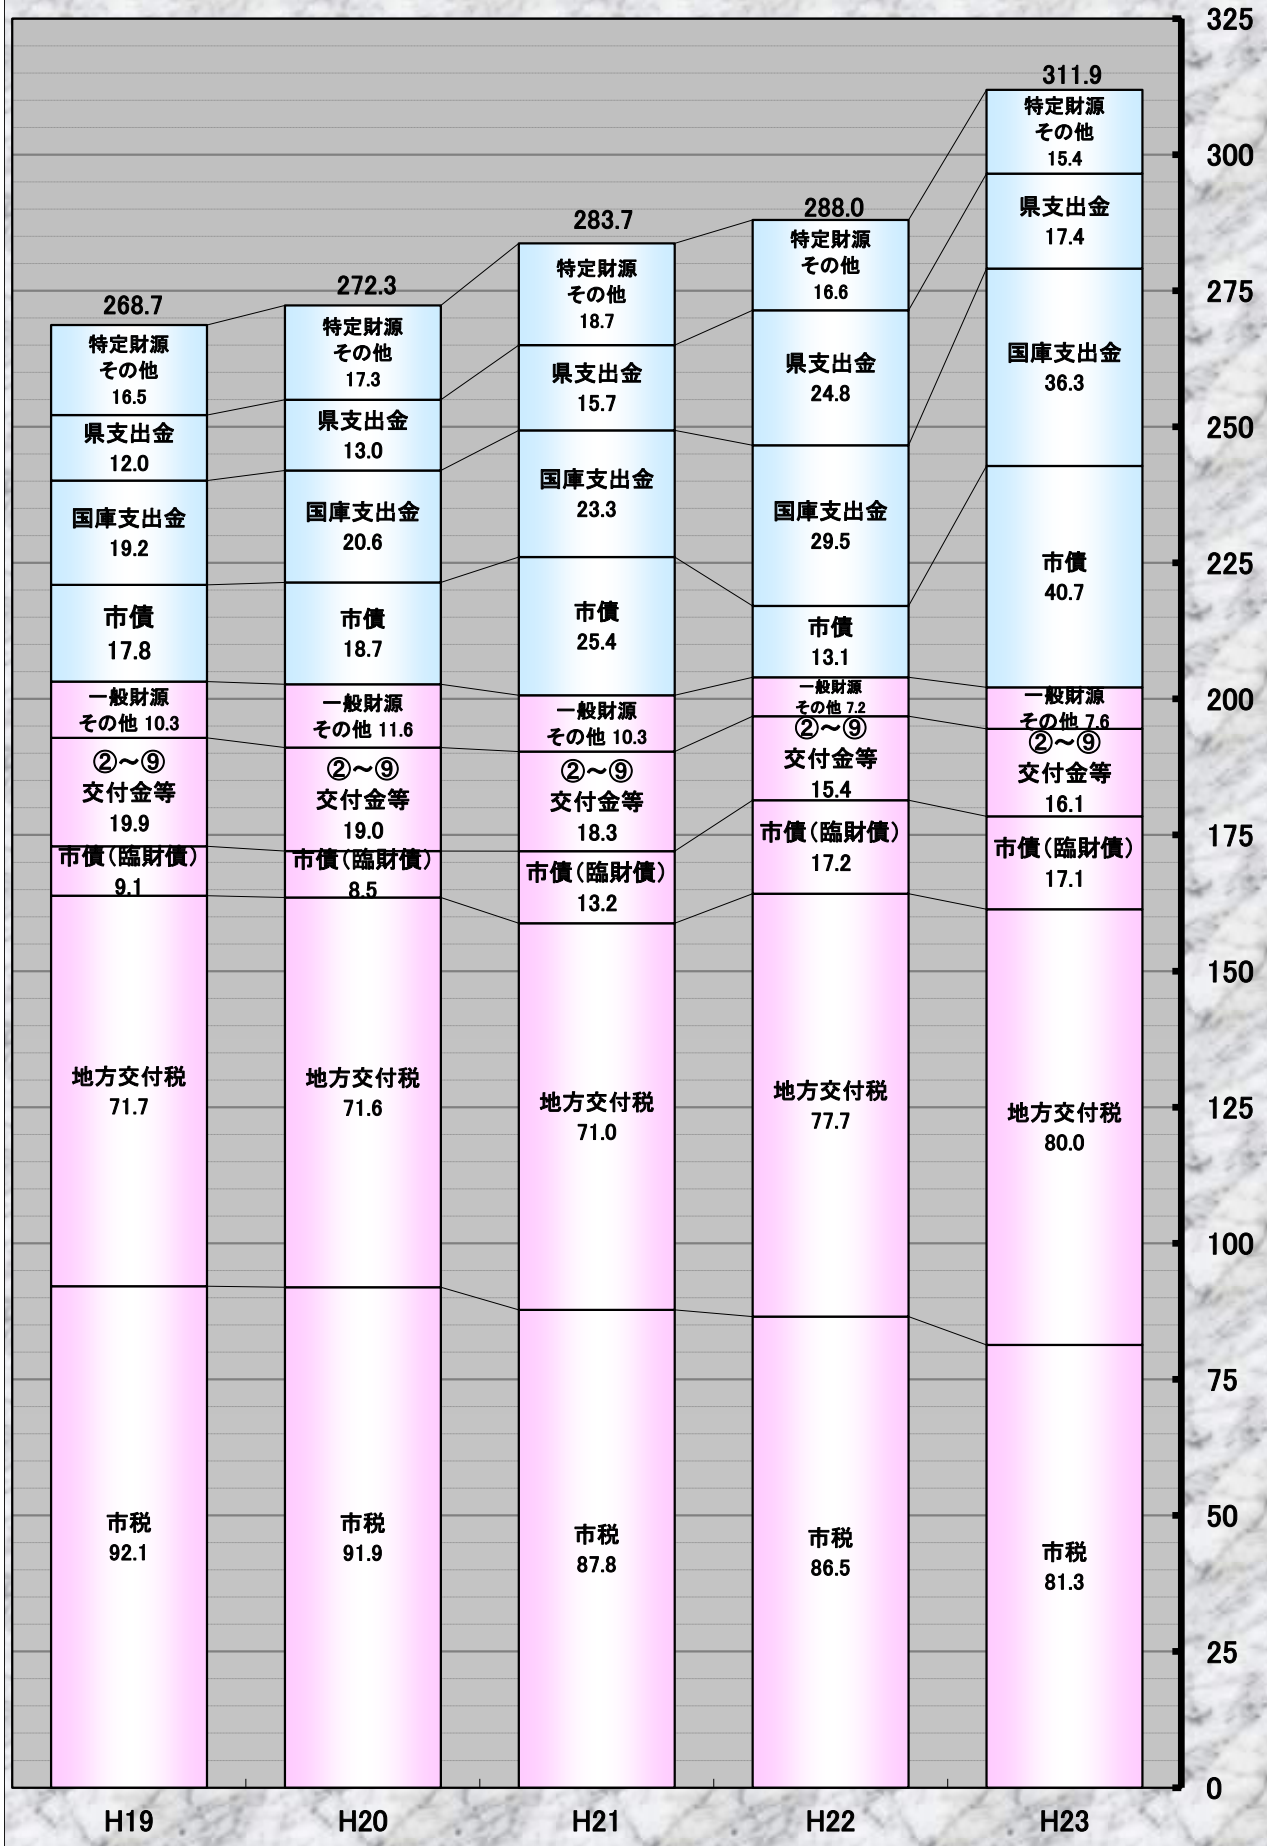 268.7
特定財源
その他
16.5
県支出金
12.0
国庫支出金
19.2
市債
17.8
一般財源
その他 10.3
②～⑨
交付金等
19.9
市債(臨財債)
9.1
地方交付税
71.7
市税
92.1
H19
272.3
特定財源
その他
17.3
県支出金
13.0
国庫支出金
20.6
市債
18.7
一般財源
その他 11.6
②～⑨
交付金等
19.0
市債(臨財債)
8.5
地方交付税
71.6
市税
91.9
H20
283.7
特定財源
その他
18.7
県支出金
15.7
国庫支出金
23.3
市債
25.4
一般財源
その他 10.3
②～⑨
交付金等
18.3
市債(臨財債)
13.2
地方交付税
71.0
市税
87.8
H21
288.0
特定財源
その他
16.6
県支出金
24.8
国庫支出金
29.5
市債
13.1
一般財源
その他 7.2
②～⑨
交付金等
15.4
市債(臨財債)
17.2
地方交付税
77.7
市税
86.5
H22
311.9
特定財源
その他
15.4
県支出金
17.4
国庫支出金
36.3
市債
40.7
一般財源
その他 7.6
②～⑨
交付金等
16.1
市債(臨財債)
17.1
地方交付税
80.0
市税
81.3
H23
325
300
275
250
225
200
175
150
125
100
75
50
25
0